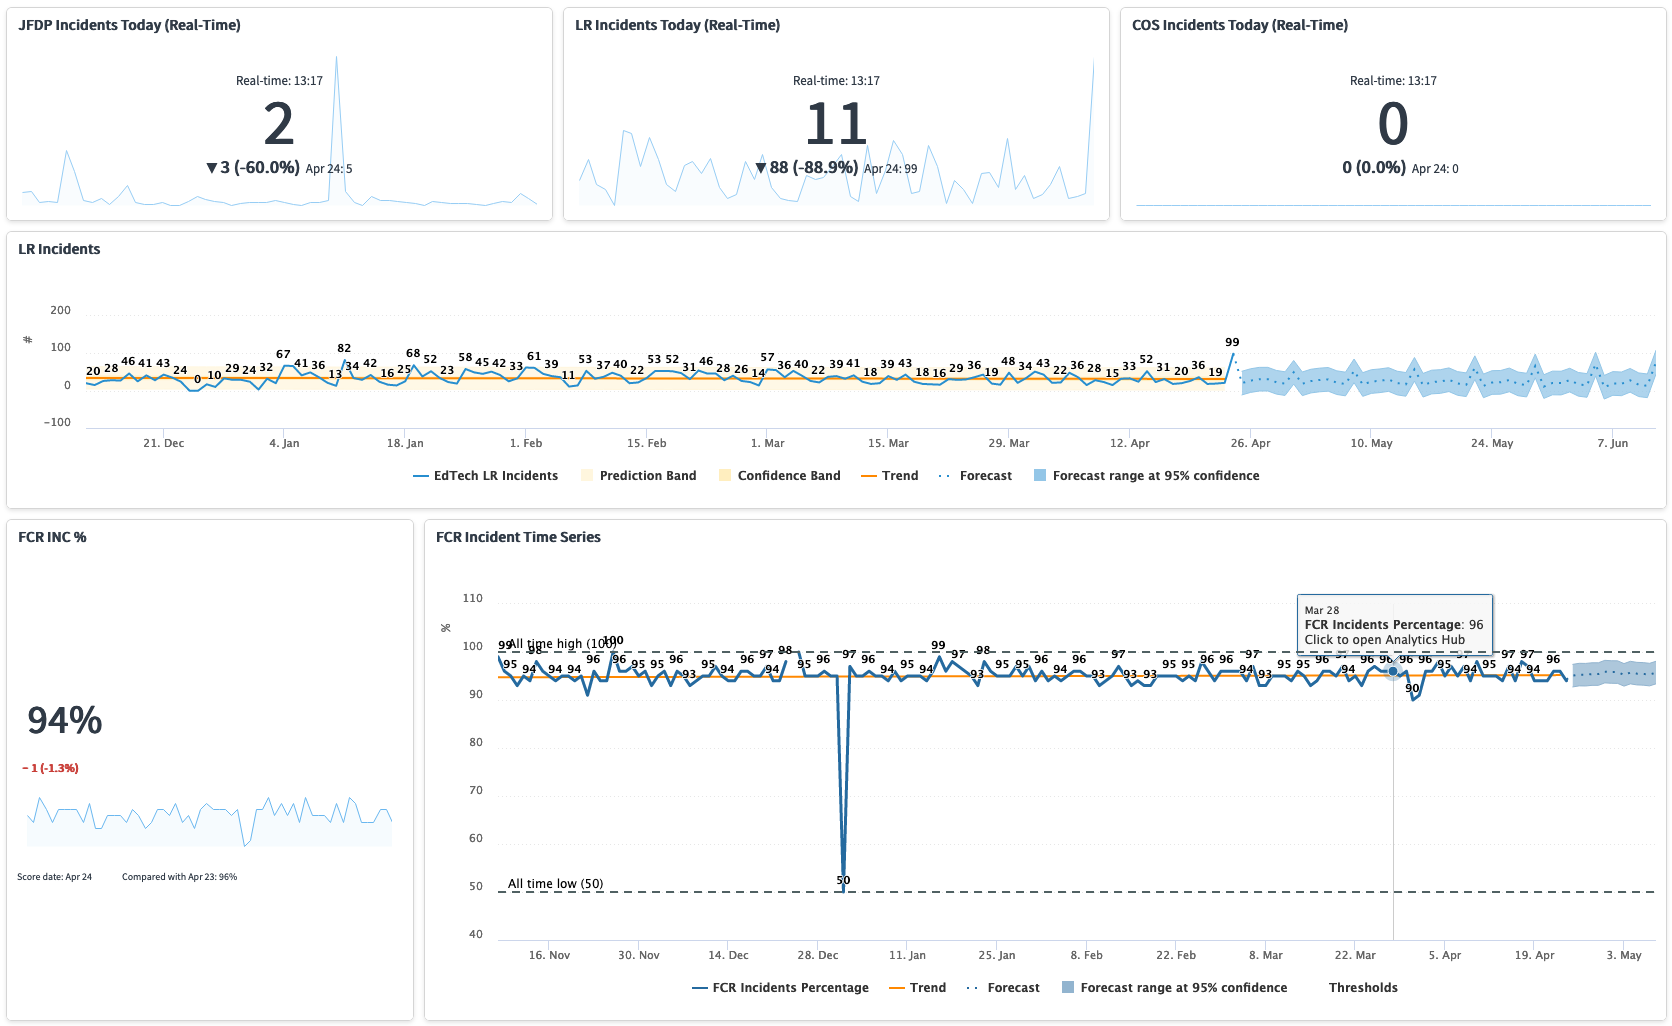 JFDP Incidents Today (Real-Time)
Real-time: 13:17
2
▼ 3 (-60.0%) Apr 24: 5
LR Incidents Today (Real-Time)
Real-time: 13:17
11
▼ 88 (-88.9%) Apr 24: 99
COS Incidents Today (Real-Time)
Real-time: 13:17
0
0 (0.0%) Apr 24: 0
LR Incidents
#
200
100
0
-100
20 28 46 41 43 24 0 10 29 24 32 67 41 36 13 82 34 42 16 25 68 52 23 58 45 42 33 61 39 11 53 37 40 22 53 52 31 46 28 26 14 57 36 40 22 39 41 18 39 43 18 16 29 36 19 48 34 43 22 36 28 15 33 52 31 20 36 19 99
21. Dec 4. Jan 18. Jan 1. Feb 15. Feb 1. Mar 15. Mar 29. Mar 12. Apr 26. Apr 10. May 24. May 7. Jun
EdTech LR Incidents Prediction Band Confidence Band Trend Forecast Forecast range at 95% confidence
FCR INC %
94%
− 1 (-1.3%)
Score date: Apr 24 Compared with Apr 23: 96%
FCR Incident Time Series
%
110
100
90
80
70
60
50
40
Mar 28
FCR Incidents Percentage: 96
Click to open Analytics Hub
All time high (100)
99 95 94 98 94 94 96 100 96 95 95 96 93 95 94 96 97 94 98 95 96 50 97 96 94 95 94 99 97 93 98 95 95 96 94 96 93 97 93 93 95 95 96 96 94 97 93 95 95 96 94 96 96 96 90 96 95 94 95 97 94 97 94 96
All time low (50)
16. Nov 30. Nov 14. Dec 28. Dec 11. Jan 25. Jan 8. Feb 22. Feb 8. Mar 22. Mar 5. Apr 19. Apr 3. May
FCR Incidents Percentage Trend Forecast Forecast range at 95% confidence Thresholds